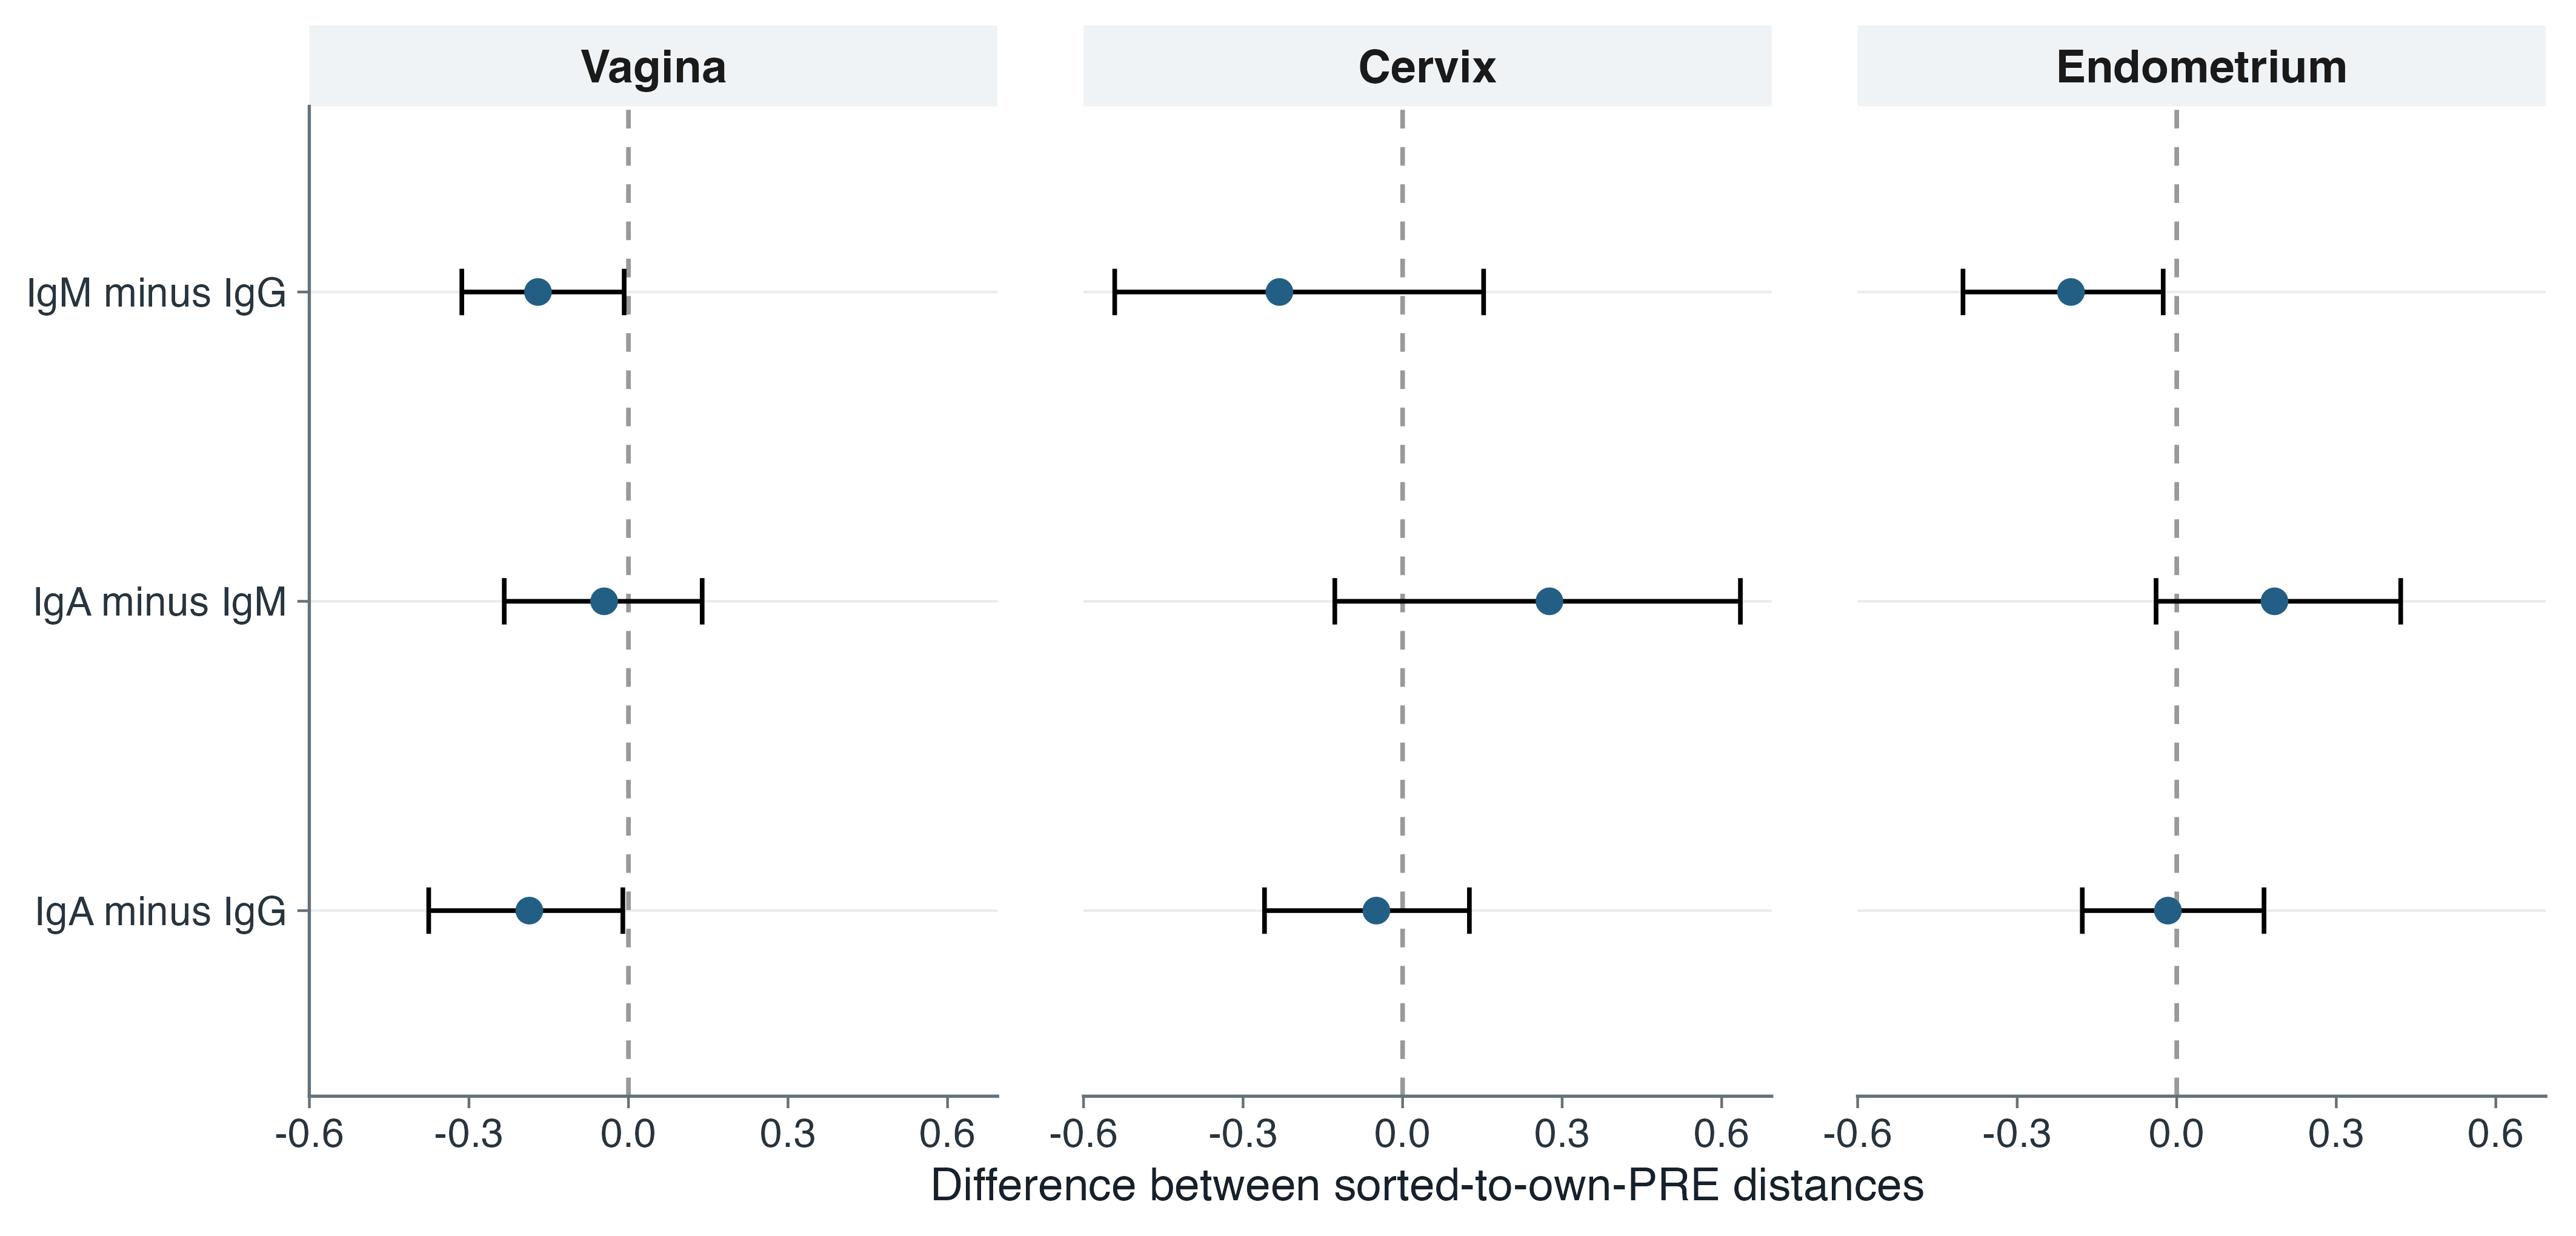 Vagina Cervix Endometrium
IgM minus IgG
IgA minus IgM
IgA minus IgG
-0.6 -0.3 0.0 0.3 0.6 -0.6 -0.3 0.0 0.3 0.6 -0.6 -0.3 0.0 0.3 0.6
Difference between sorted-to-own-PRE distances